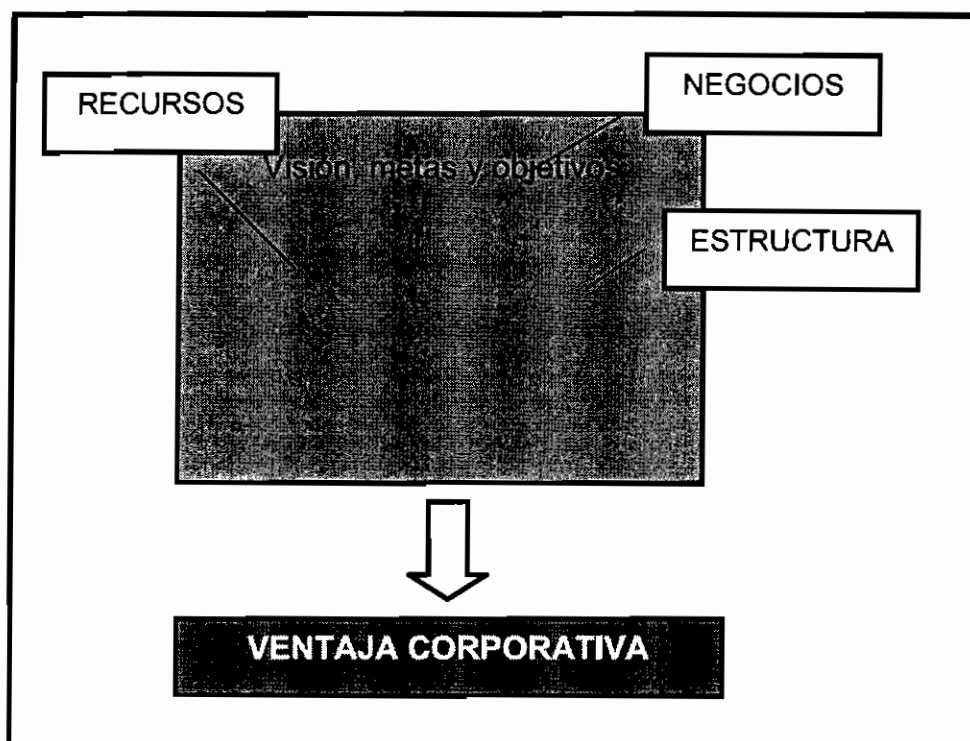 NEGOCIOS
RECURSOS
Visión, metas y objetivos
ESTRUCTURA
VENTAJA CORPORATIVA